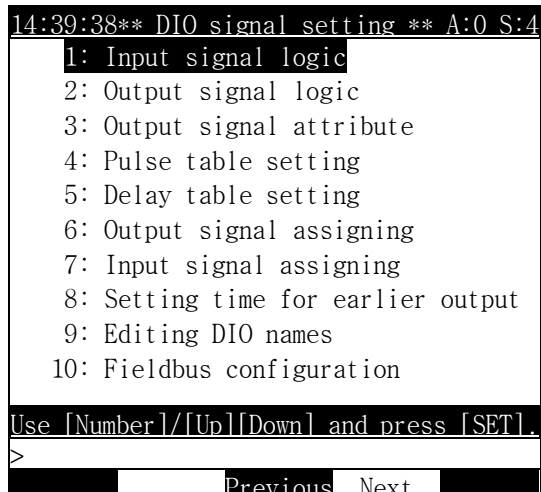 14:39:38** DIO signal setting ** A:0 S:4
1: Input signal logic
2: Output signal logic
3: Output signal attribute
4: Pulse table setting
5: Delay table setting
6: Output signal assigning
7: Input signal assigning
8: Setting time for earlier output
9: Editing DIO names
10: Fieldbus configuration
Use [Number]/[Up][Down] and press [SET].
>
Previous Next